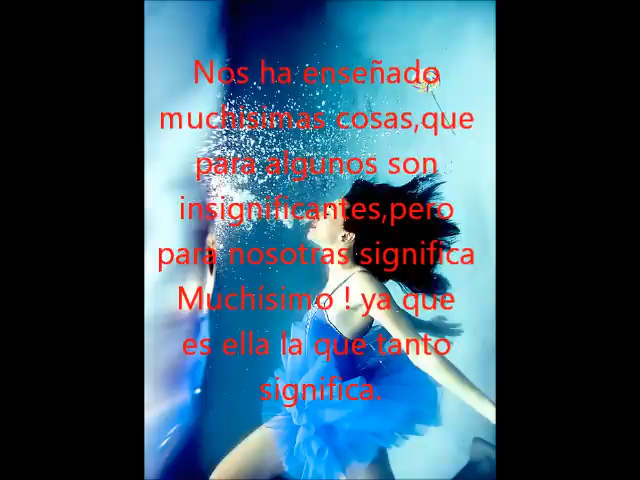 Nos ha enseñado
muchisimas cosas,que
para algunos son
insignificantes,pero
para nosotras significa
Muchisimo ! ya que
es ella la que tanto
significa.